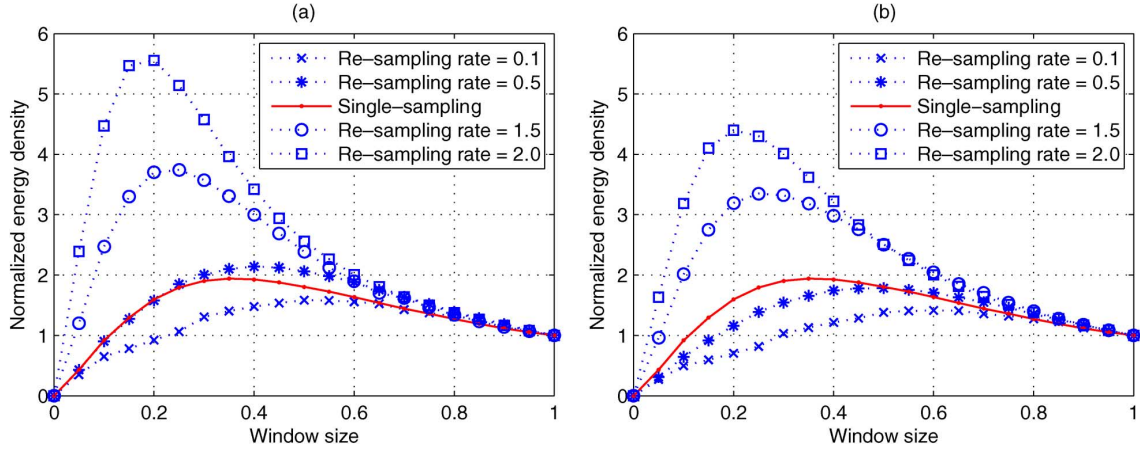 (a)
Normalized energy density
6
5
4
3
2
1
0
Re-sampling rate = 0.1
Re-sampling rate = 0.5
Single-sampling
Re-sampling rate = 1.5
Re-sampling rate = 2.0
0
0.2
0.4
0.6
0.8
1
Window size
(b)
Normalized energy density
6
5
4
3
2
1
0
Re-sampling rate = 0.1
Re-sampling rate = 0.5
Single-sampling
Re-sampling rate = 1.5
Re-sampling rate = 2.0
0
0.2
0.4
0.6
0.8
1
Window size